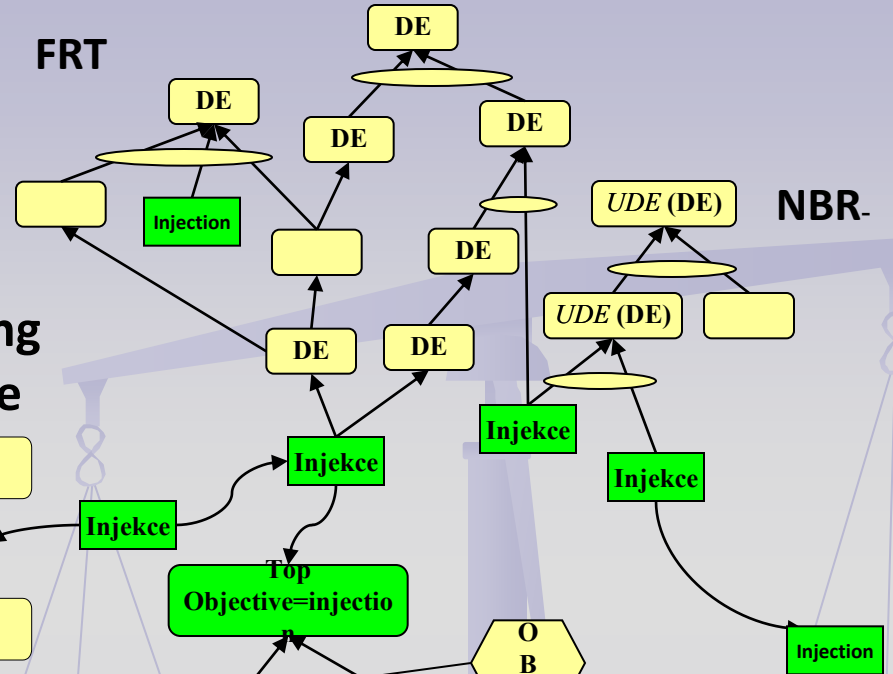 DE
FRT
DE
DE
DE
UDE (DE)
NBR-
Injection
DE
UDE (DE)
ng
DE
DE
e
Injekce
Injekce
Injekce
Injekce
Top
Objective=injectio
n
O
B
Injection